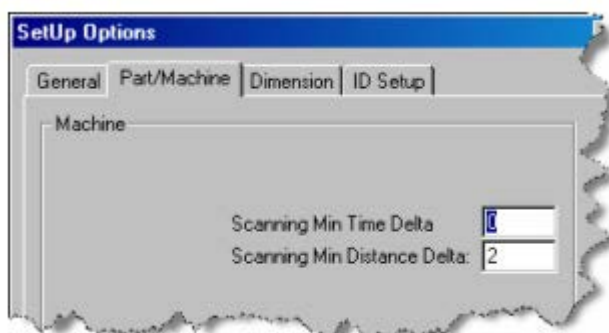 SetUp Options
General Part/Machine Dimension ID Setup
Machine
Scanning Min Time Delta 0
Scanning Min Distance Delta: 2